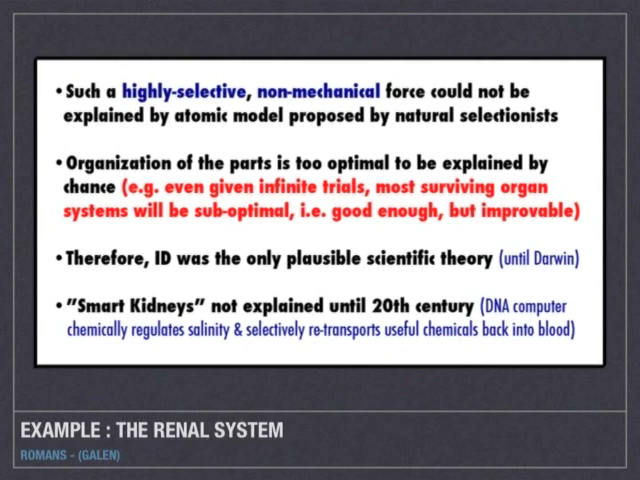 •Such a highly-selective, non-mechanical force could not be
explained by atomic model proposed by natural selectionists
•Organization of the parts is too optimal to be explained by
chance (e.g. even given infinite trials, most surviving organ
systems will be sub-optimal, i.e. good enough, but improvable)
•Therefore, ID was the only plausible scientific theory (until Darwin)
•"Smart Kidneys" not explained until 20th century (DNA computer
chemically regulates salinity & selectively re-transports useful chemicals back into blood)
EXAMPLE : THE RENAL SYSTEM
ROMANS - (GALEN)